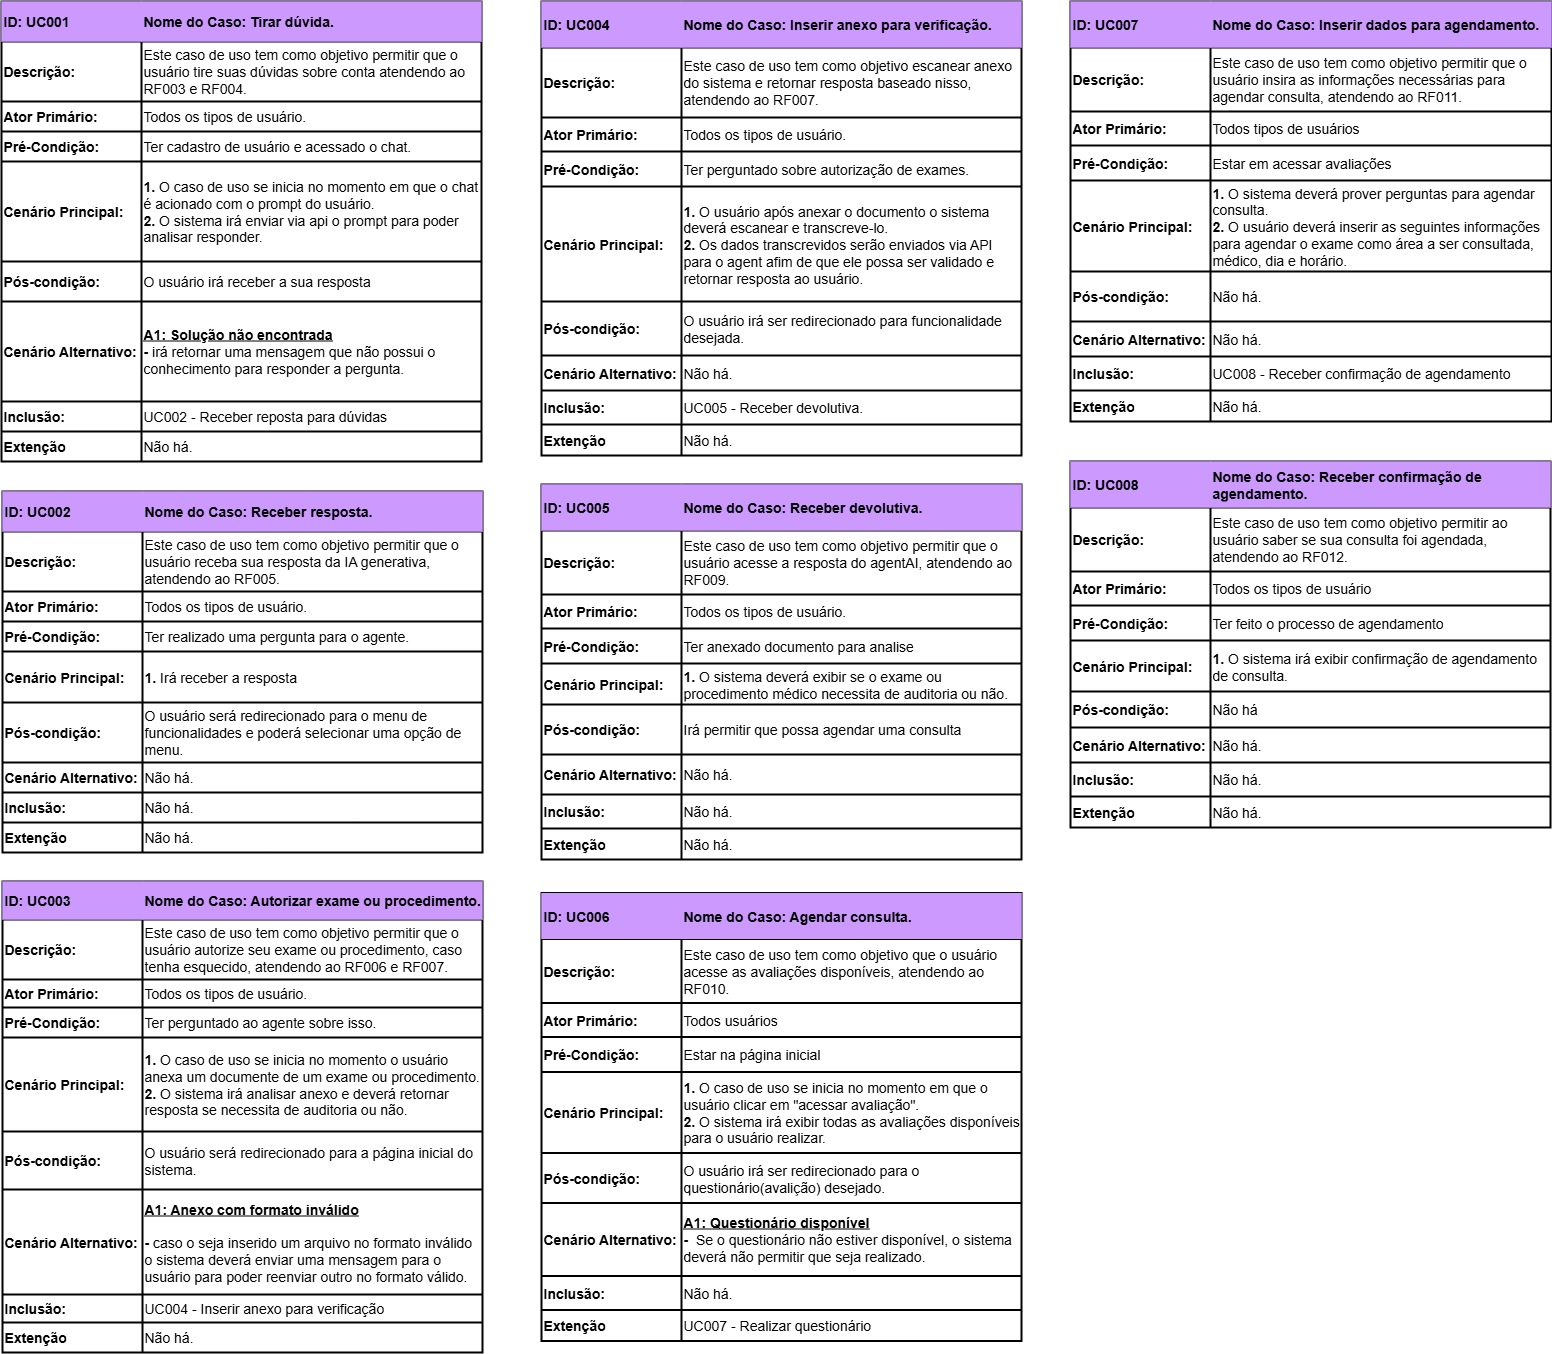 ID: UC001 Nome do Caso: Tirar dúvida.
Descrição: Este caso de uso tem como objetivo permitir que o
usuário tire suas dúvidas sobre conta atendendo ao
RF003 e RF004.
Ator Primário: Todos os tipos de usuário.
Pré-Condição: Ter cadastro de usuário e acessado o chat.
Cenário Principal: 1. O caso de uso se inicia no momento em que o chat
é acionado com o prompt do usuário.
2. O sistema irá enviar via api o prompt para poder
analisar responder.
Pós-condição: O usuário irá receber a sua resposta
Cenário Alternativo: A1: Solução não encontrada
- irá retornar uma mensagem que não possui o
conhecimento para responder a pergunta.
Inclusão: UC002 - Receber reposta para dúvidas
Extenção Não há.
ID: UC002 Nome do Caso: Receber resposta.
Descrição: Este caso de uso tem como objetivo permitir que o
usuário receba sua resposta da IA generativa,
atendendo ao RF005.
Ator Primário: Todos os tipos de usuário.
Pré-Condição: Ter realizado uma pergunta para o agente.
Cenário Principal: 1. Irá receber a resposta
Pós-condição: O usuário será redirecionado para o menu de
funcionalidades e poderá selecionar uma opção de
menu.
Cenário Alternativo: Não há.
Inclusão: Não há.
Extenção Não há.
ID: UC003 Nome do Caso: Autorizar exame ou procedimento.
Descrição: Este caso de uso tem como objetivo permitir que o
usuário autorize seu exame ou procedimento, caso
tenha esquecido, atendendo ao RF006 e RF007.
Ator Primário: Todos os tipos de usuário.
Pré-Condição: Ter perguntado ao agente sobre isso.
Cenário Principal: 1. O caso de uso se inicia no momento o usuário
anexa um documente de um exame ou procedimento.
2. O sistema irá analisar anexo e deverá retornar
resposta se necessita de auditoria ou não.
Pós-condição: O usuário será redirecionado para a página inicial do
sistema.
Cenário Alternativo: A1: Anexo com formato inválido
- caso o seja inserido um arquivo no formato inválido
o sistema deverá enviar uma mensagem para o
usuário para poder reenviar outro no formato válido.
Inclusão: UC004 - Inserir anexo para verificação
Extenção Não há.
ID: UC004 Nome do Caso: Inserir anexo para verificação.
Descrição: Este caso de uso tem como objetivo escanear anexo
do sistema e retornar resposta baseado nisso,
atendendo ao RF007.
Ator Primário: Todos os tipos de usuário.
Pré-Condição: Ter perguntado sobre autorização de exames.
Cenário Principal: 1. O usuário após anexar o documento o sistema
deverá escanear e transcreve-lo.
2. Os dados transcrevidos serão enviados via API
para o agent afim de que ele possa ser validado e
retornar resposta ao usuário.
Pós-condição: O usuário irá ser redirecionado para funcionalidade
desejada.
Cenário Alternativo: Não há.
Inclusão: UC005 - Receber devolutiva.
Extenção Não há.
ID: UC005 Nome do Caso: Receber devolutiva.
Descrição: Este caso de uso tem como objetivo permitir que o
usuário acesse a resposta do agentAI, atendendo ao
RF009.
Ator Primário: Todos os tipos de usuário.
Pré-Condição: Ter anexado documento para analise
Cenário Principal: 1. O sistema deverá exibir se o exame ou
procedimento médico necessita de auditoria ou não.
Pós-condição: Irá permitir que possa agendar uma consulta
Cenário Alternativo: Não há.
Inclusão: Não há.
Extenção Não há.
ID: UC006 Nome do Caso: Agendar consulta.
Descrição: Este caso de uso tem como objetivo que o usuário
acesse as avaliações disponíveis, atendendo ao
RF010.
Ator Primário: Todos usuários
Pré-Condição: Estar na página inicial
Cenário Principal: 1. O caso de uso se inicia no momento em que o
usuário clicar em "acessar avaliação".
2. O sistema irá exibir todas as avaliações disponíveis
para o usuário realizar.
Pós-condição: O usuário irá ser redirecionado para o
questionário(avalição) desejado.
Cenário Alternativo: A1: Questionário disponível
- Se o questionário não estiver disponível, o sistema
deverá não permitir que seja realizado.
Inclusão: Não há.
Extenção UC007 - Realizar questionário
ID: UC007 Nome do Caso: Inserir dados para agendamento.
Descrição: Este caso de uso tem como objetivo permitir que o
usuário insira as informações necessárias para
agendar consulta, atendendo ao RF011.
Ator Primário: Todos tipos de usuários
Pré-Condição: Estar em acessar avaliações
Cenário Principal: 1. O sistema deverá prover perguntas para agendar
consulta.
2. O usuário deverá inserir as seguintes informações
para agendar o exame como área a ser consultada,
médico, dia e horário.
Pós-condição: Não há.
Cenário Alternativo: Não há.
Inclusão: UC008 - Receber confirmação de agendamento
Extenção Não há.
ID: UC008 Nome do Caso: Receber confirmação de
agendamento.
Descrição: Este caso de uso tem como objetivo permitir ao
usuário saber se sua consulta foi agendada,
atendendo ao RF012.
Ator Primário: Todos os tipos de usuário
Pré-Condição: Ter feito o processo de agendamento
Cenário Principal: 1. O sistema irá exibir confirmação de agendamento
de consulta.
Pós-condição: Não há
Cenário Alternativo: Não há.
Inclusão: Não há.
Extenção Não há.